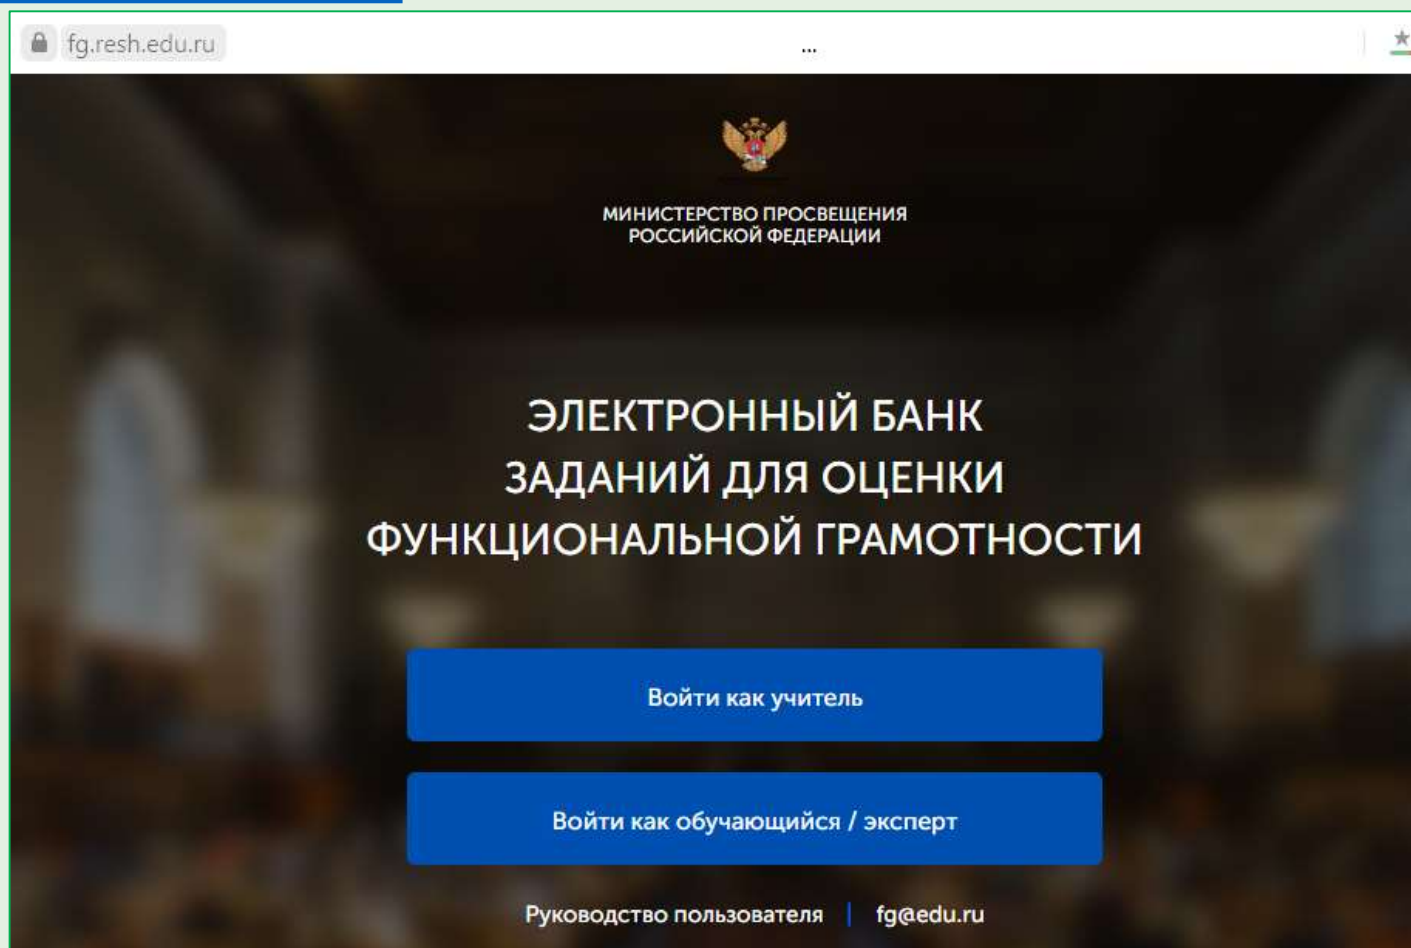 fg.resh.edu.ru
...
МИНИСТЕРСТВО ПРОСВЕЩЕНИЯ
РОССИЙСКОЙ ФЕДЕРАЦИИ
ЭЛЕКТРОННЫЙ БАНК
ЗАДАНИЙ ДЛЯ ОЦЕНКИ
ФУНКЦИОНАЛЬНОЙ ГРАМОТНОСТИ
Войти как учитель
Войти как обучающийся / эксперт
Руководство пользователя | fg@edu.ru